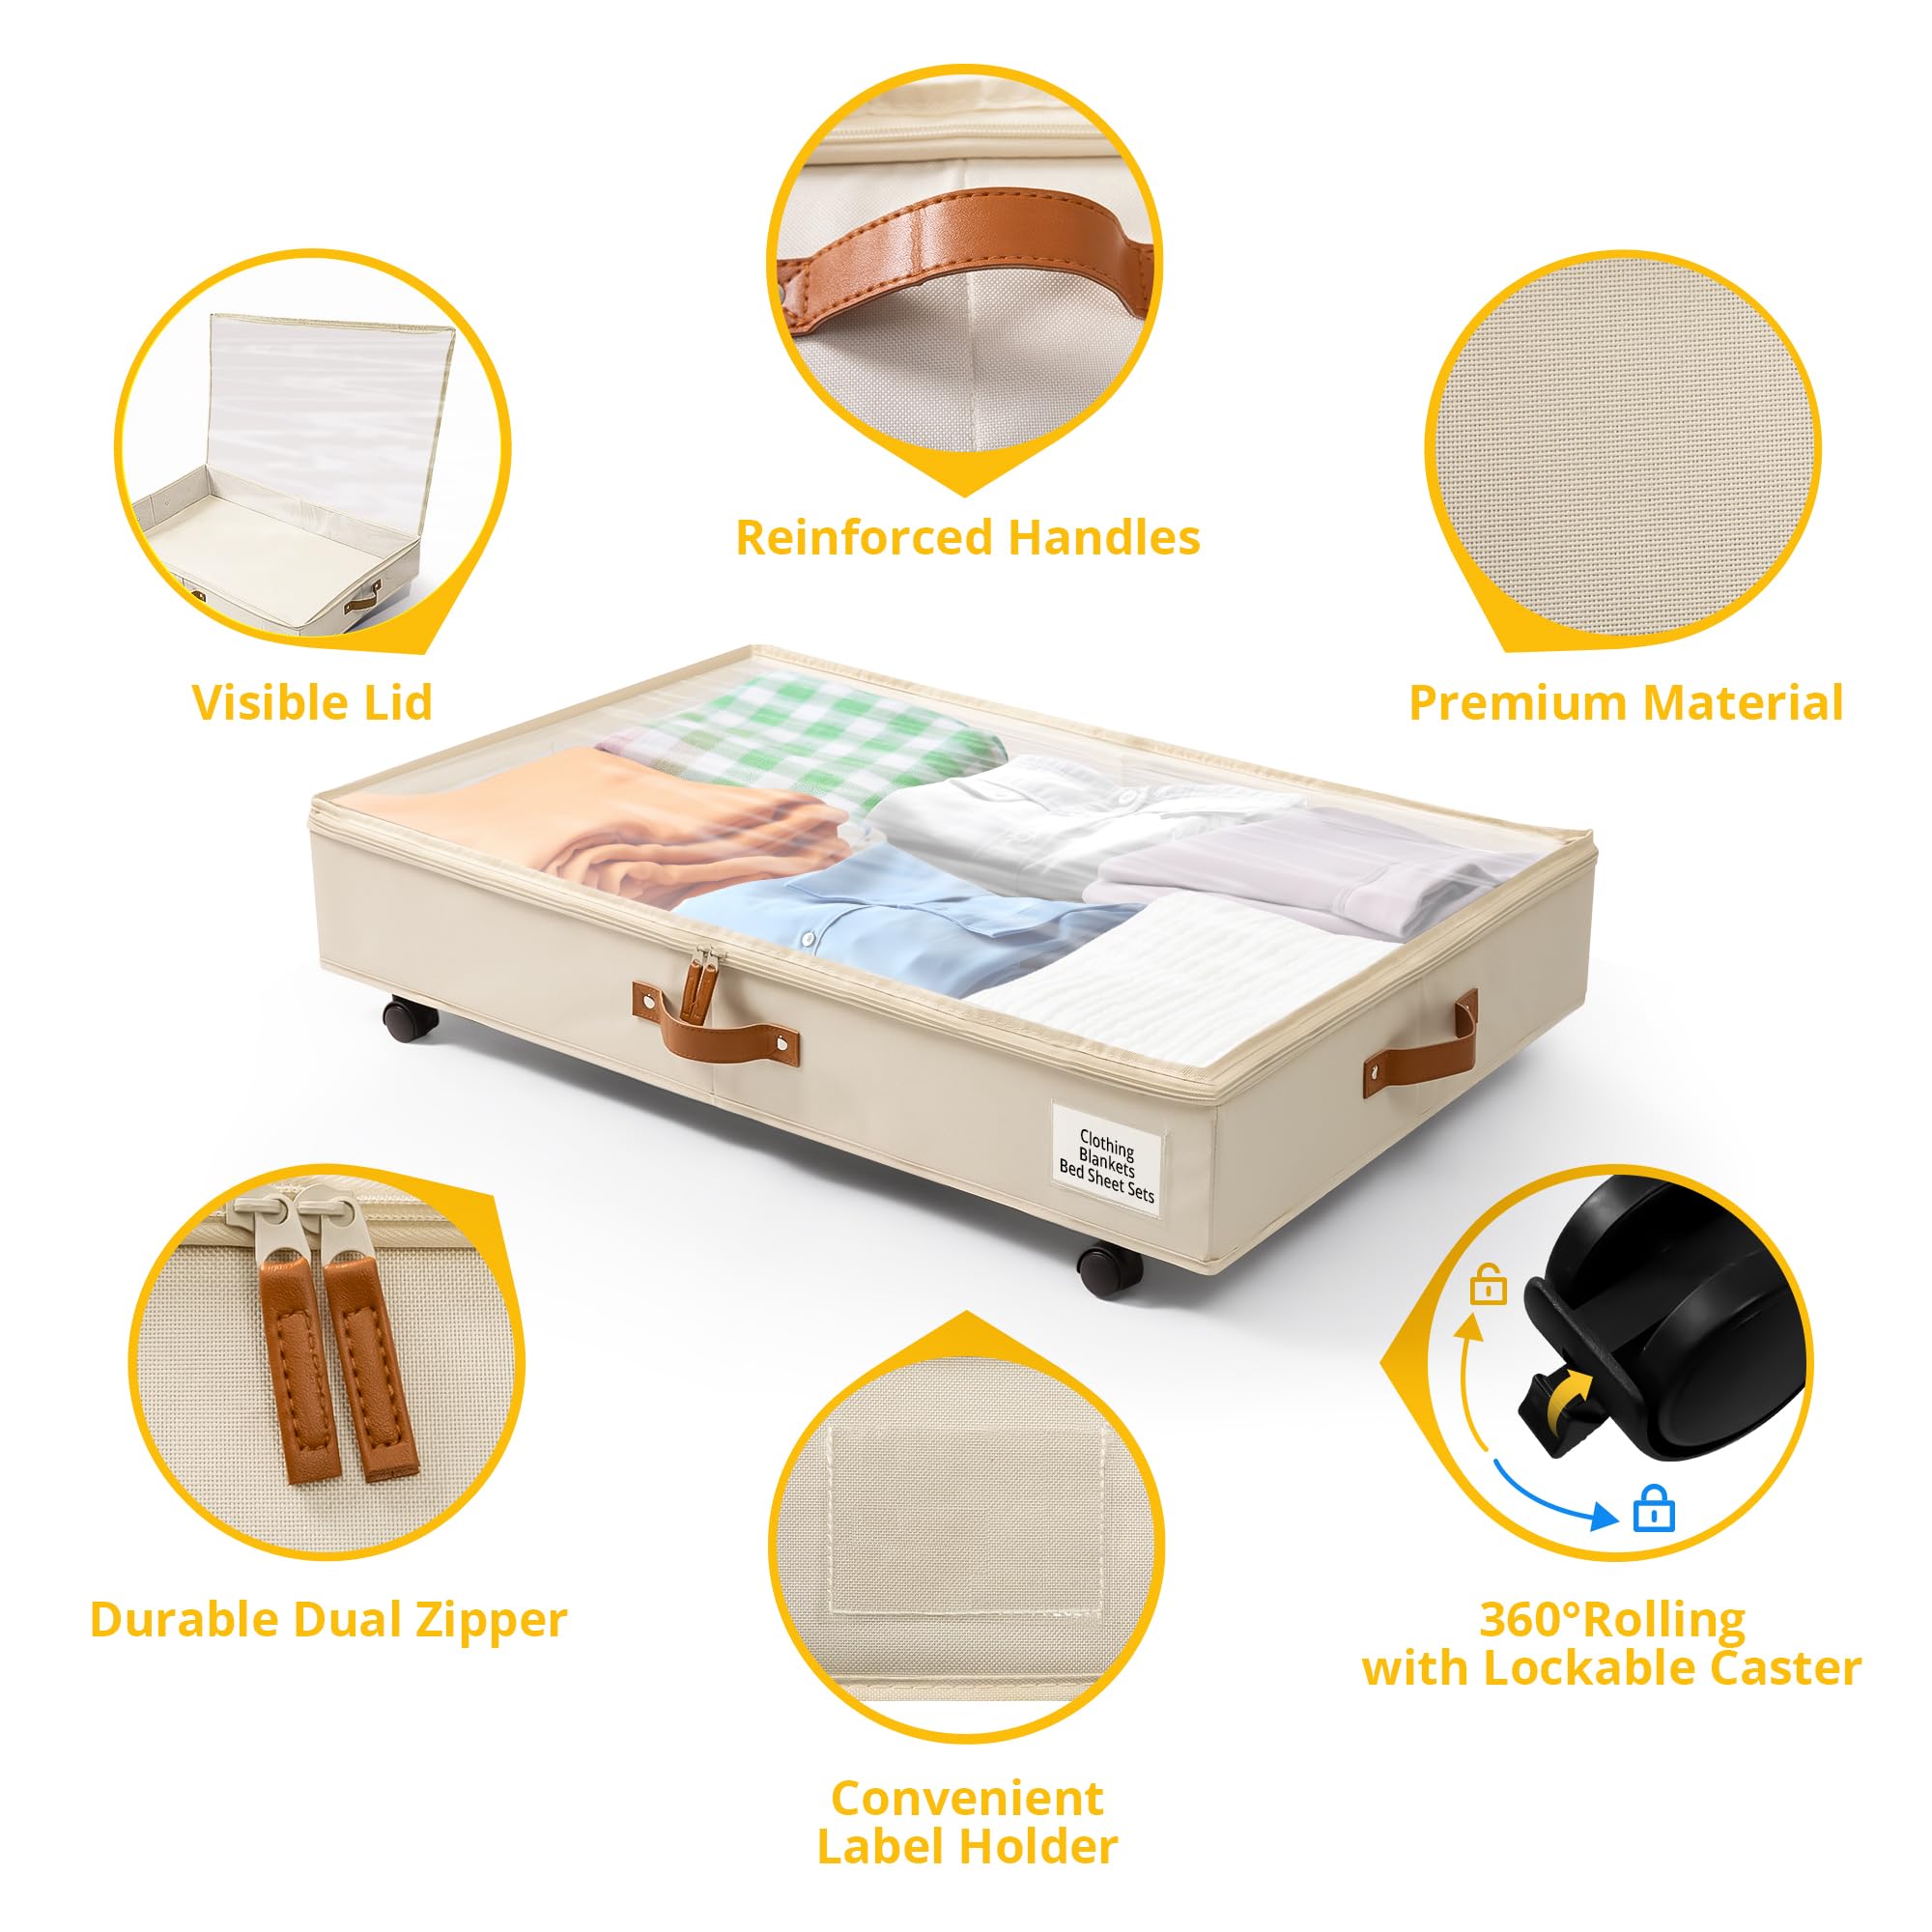 Reinforced Handles
Visible Lid
Premium Material
Clothing
Blankets
Bed Sheet Sets
Durable Dual Zipper
360°Rolling
with Lockable Caster
Convenient
Label Holder